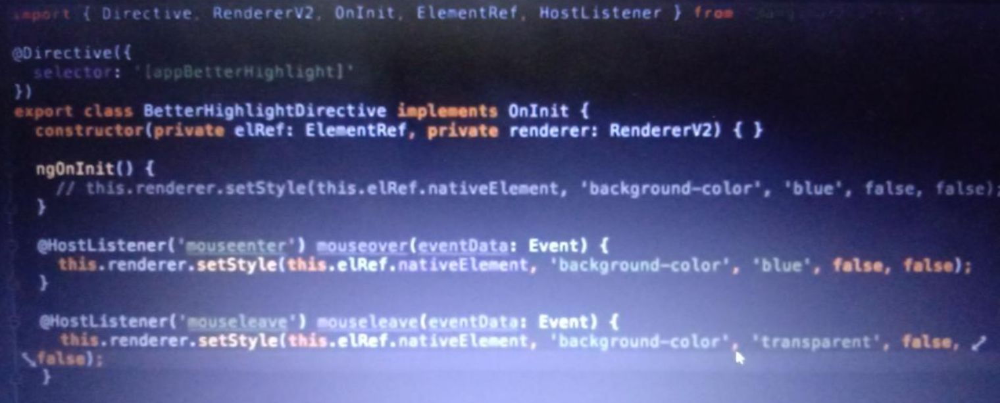 import { Directive, RendererV2, OnInit, ElementRef, HostListener } from
@Directive({
selector: '[appBetterHighlight]'
})
export class BetterHighlightDirective implements OnInit {
constructor(private elRef: ElementRef, private renderer: RendererV2) { }
ngOnInit() {
// this.renderer.setStyle(this.elRef.nativeElement, 'background-color', 'blue', false, false);
}
@HostListener('mouseenter') mouseover(eventData: Event) {
this.renderer.setStyle(this.elRef.nativeElement, 'background-color', 'blue', false, false);
}
@HostListener('mouseleave') mouseleave(eventData: Event) {
this.renderer.setStyle(this.elRef.nativeElement, 'background-color', 'transparent', false,
false);
}